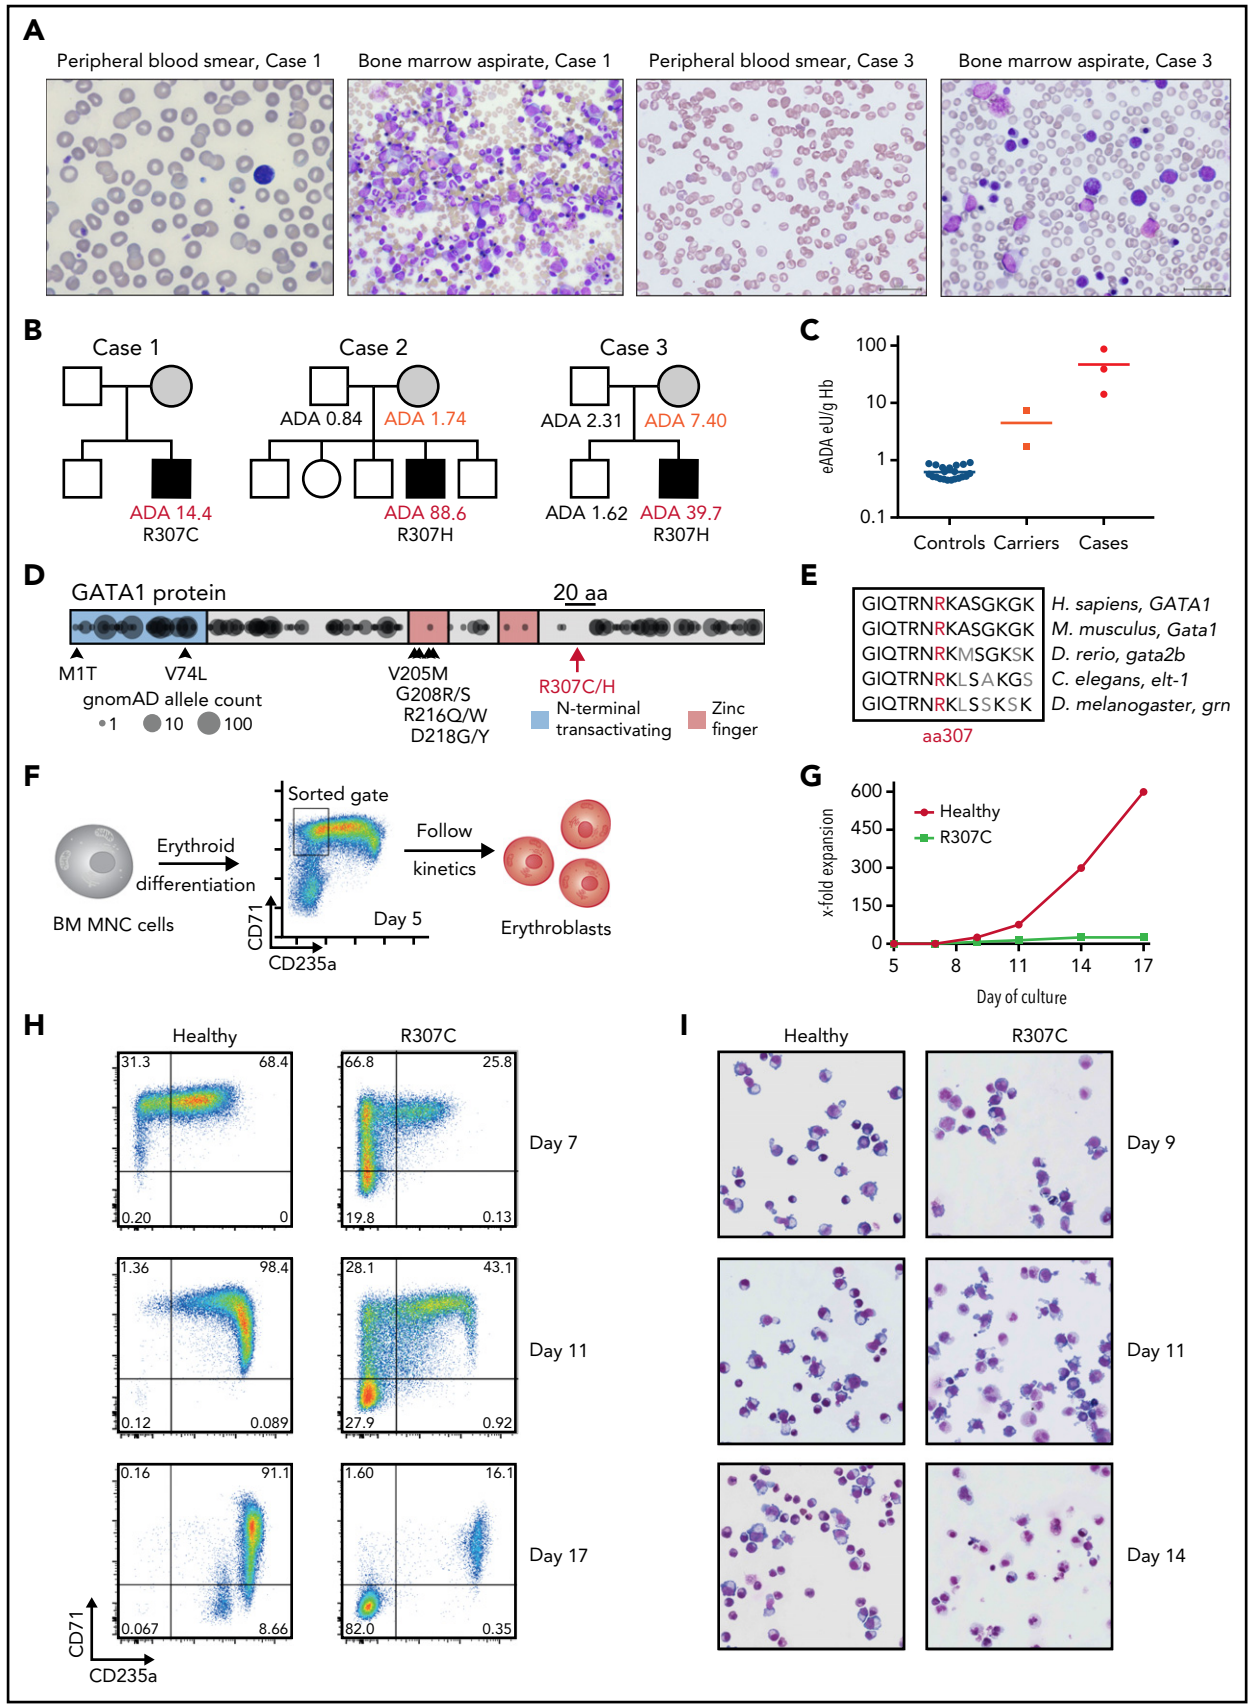 A
Peripheral blood smear, Case 1
Bone marrow aspirate, Case 1
Peripheral blood smear, Case 3
Bone marrow aspirate, Case 3
B
Case 1
Case 2
Case 3
ADA 0.84
ADA 1.74
ADA 2.31
ADA 7.40
ADA 14.4
R307C
ADA 88.6
R307H
ADA 1.62
ADA 39.7
R307H
C
eADA eU/g Hb
100
10
1
0.1
Controls
Carriers
Cases
D
GATA1 protein
20 aa
M1T
V74L
V205M
G208R/S
R216Q/W
D218G/Y
R307C/H
gnomAD allele count
1
10
100
N-terminal
transactivating
Zinc
finger
E
GIQTRNRKASGKGK
H. sapiens, GATA1
GIQTRNRKASGKGK
M. musculus, Gata1
GIQTRNRKMSGKSK
D. rerio, gata2b
GIQTRNRKLSAKGS
C. elegans, elt-1
GIQTRNRKLSSKSK
D. melanogaster, grn
aa307
F
BM MNC cells
Erythroid
differentiation
Sorted gate
Day 5
CD71
CD235a
Follow
kinetics
Erythroblasts
G
x-fold expansion
600
450
300
150
0
Healthy
R307C
5
8
11
14
17
Day of culture
H
Healthy
R307C
31.3
68.4
0.20
0
66.8
25.8
19.8
0.13
Day 7
1.36
98.4
0.12
0.089
28.1
43.1
27.9
0.92
Day 11
0.16
91.1
0.067
8.66
1.60
16.1
82.0
0.35
Day 17
CD71
CD235a
I
Healthy
R307C
Day 9
Day 11
Day 14